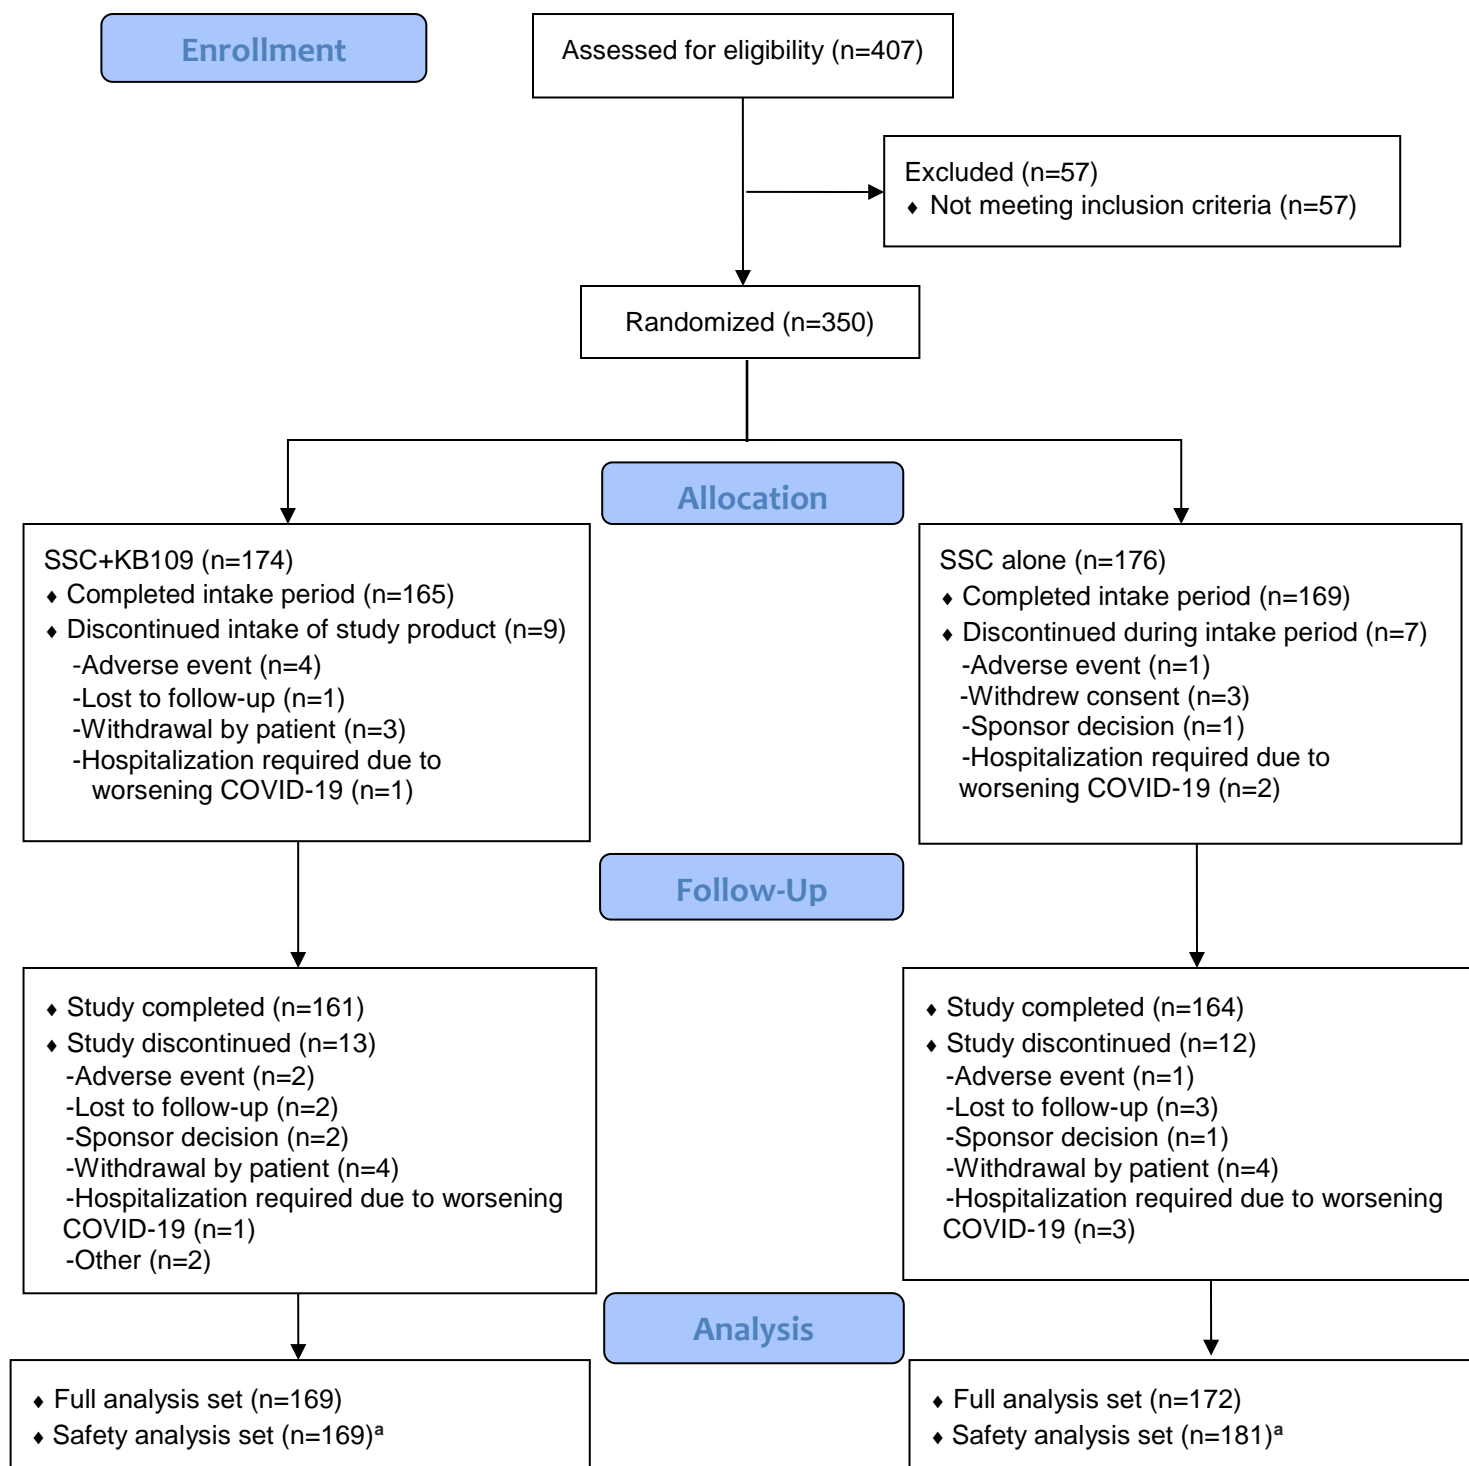 Enrollment
Assessed for eligibility (n=407)
Excluded (n=57)
♦ Not meeting inclusion criteria (n=57)
Randomized (n=350)
Allocation
SSC+KB109 (n=174)
♦ Completed intake period (n=165)
♦ Discontinued intake of study product (n=9)
-Adverse event (n=4)
-Lost to follow-up (n=1)
-Withdrawal by patient (n=3)
-Hospitalization required due to
worsening COVID-19 (n=1)
SSC alone (n=176)
♦ Completed intake period (n=169)
♦ Discontinued during intake period (n=7)
-Adverse event (n=1)
-Withdrew consent (n=3)
-Sponsor decision (n=1)
-Hospitalization required due to
worsening COVID-19 (n=2)
Follow-Up
♦ Study completed (n=161)
♦ Study discontinued (n=13)
-Adverse event (n=2)
-Lost to follow-up (n=2)
-Sponsor decision (n=2)
-Withdrawal by patient (n=4)
-Hospitalization required due to worsening
COVID-19 (n=1)
-Other (n=2)
♦ Study completed (n=164)
♦ Study discontinued (n=12)
-Adverse event (n=1)
-Lost to follow-up (n=3)
-Sponsor decision (n=1)
-Withdrawal by patient (n=4)
-Hospitalization required due to worsening
COVID-19 (n=3)
Analysis
♦ Full analysis set (n=169)
♦ Safety analysis set (n=169)ª
♦ Full analysis set (n=172)
♦ Safety analysis set (n=181)ª